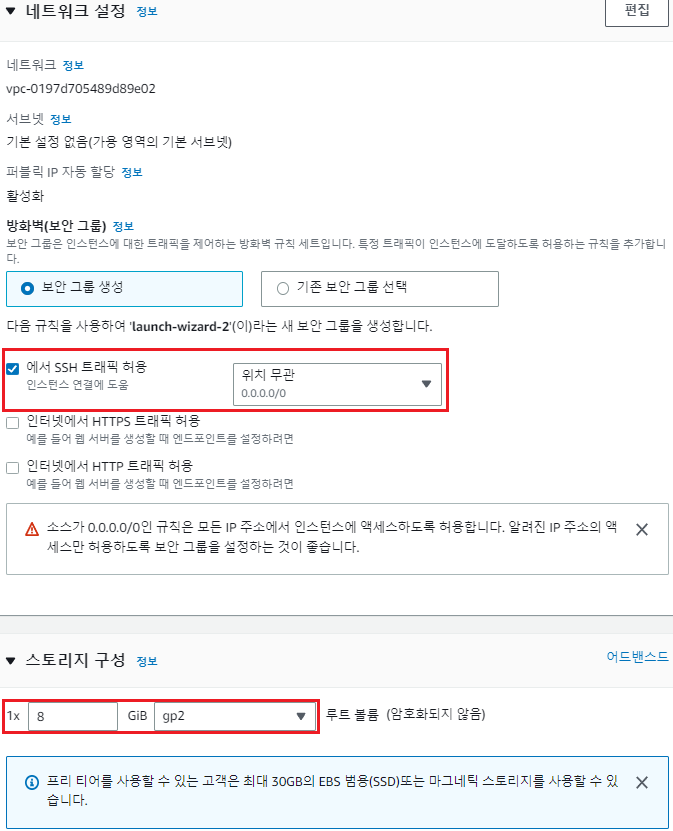 네트워크 설정 정보
편집
네트워크 정보
vpc-0197d705489d89e02
서브넷 정보
기본 설정 없음(가용 영역의 기본 서브넷)
퍼블릭 IP 자동 할당 정보
활성화
방화벽(보안 그룹) 정보
보안 그룹은 인스턴스에 대한 트래픽을 제어하는 방화벽 규칙 세트입니다. 특정 트래픽이 인스턴스에 도달하도록 허용하는 규칙을 추가합니
다.
보안 그룹 생성
기존 보안 그룹 선택
다음 규칙을 사용하여 'launch-wizard-2'(이)라는 새 보안 그룹을 생성합니다.
에서 SSH 트래픽 허용
인스턴스 연결에 도움
위치 무관
0.0.0.0/0
인터넷에서 HTTPS 트래픽 허용
예를 들어 웹 서버를 생성할 때 엔드포인트를 설정하려면
인터넷에서 HTTP 트래픽 허용
예를 들어 웹 서버를 생성할 때 엔드포인트를 설정하려면
소스가 0.0.0.0/0인 규칙은 모든 IP 주소에서 인스턴스에 액세스하도록 허용합니다. 알려진 IP 주소의 액
세스만 허용하도록 보안 그룹을 설정하는 것이 좋습니다.
스토리지 구성 정보
어드밴스드
1x 8 GiB gp2 루트 볼륨 (암호화되지 않음)
프리 티어를 사용할 수 있는 고객은 최대 30GB의 EBS 범용(SSD)또는 마그네틱 스토리지를 사용할 수 있
습니다.